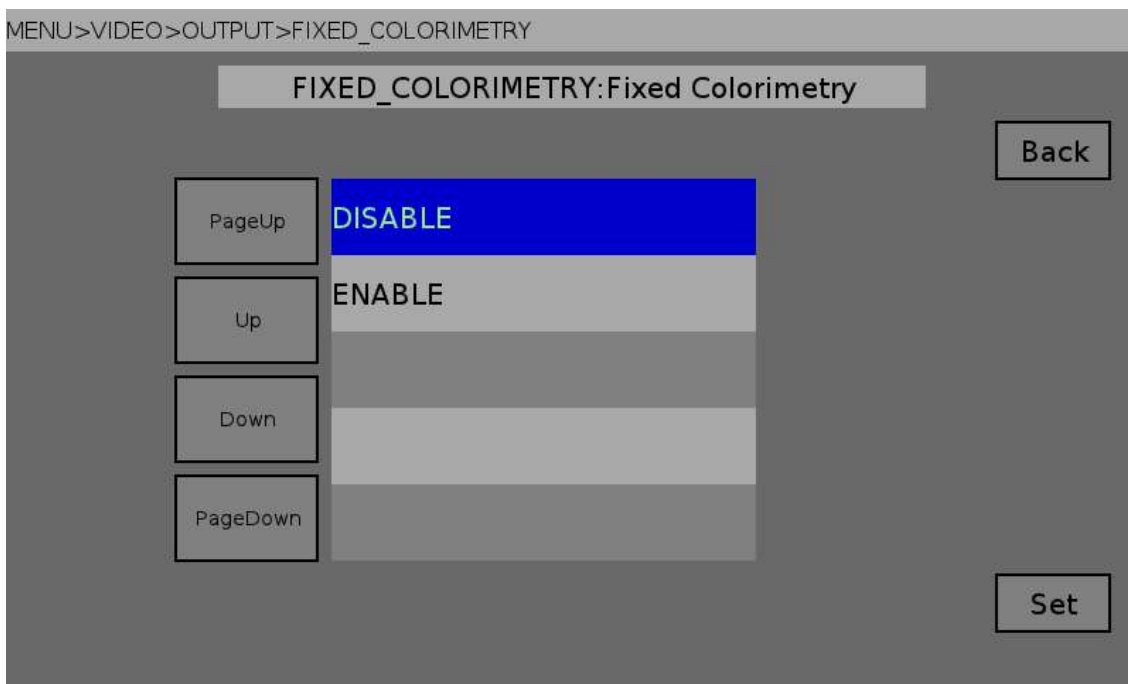 MENU>VIDEO>OUTPUT>FIXED_COLORIMETRY
FIXED_COLORIMETRY:Fixed Colorimetry
Back
PageUp
DISABLE
Up
ENABLE
Down
PageDown
Set